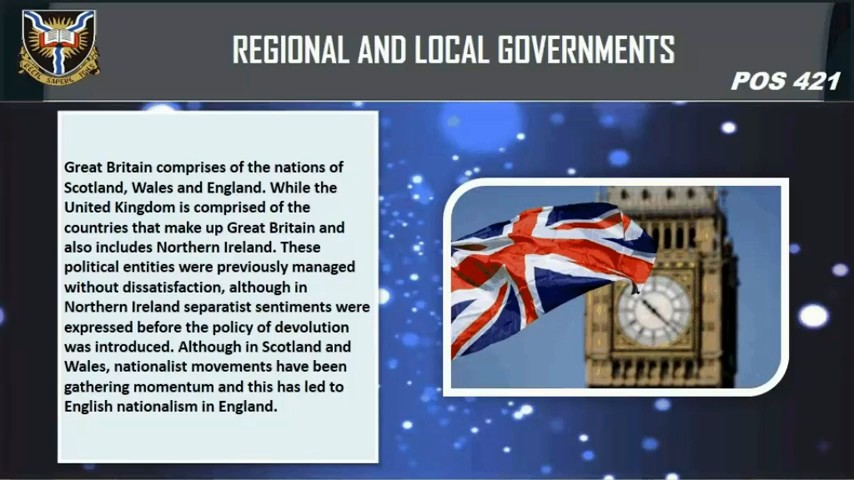 REGIONAL AND LOCAL GOVERNMENTS
POS 421
Great Britain comprises of the nations of
Scotland, Wales and England. While the
United Kingdom is comprised of the
countries that make up Great Britain and
also includes Northern Ireland. These
political entities were previously managed
without dissatisfaction, although in
Northern Ireland separatist sentiments were
expressed before the policy of devolution
was introduced. Although in Scotland and
Wales, nationalist movements have been
gathering momentum and this has led to
English nationalism in England.